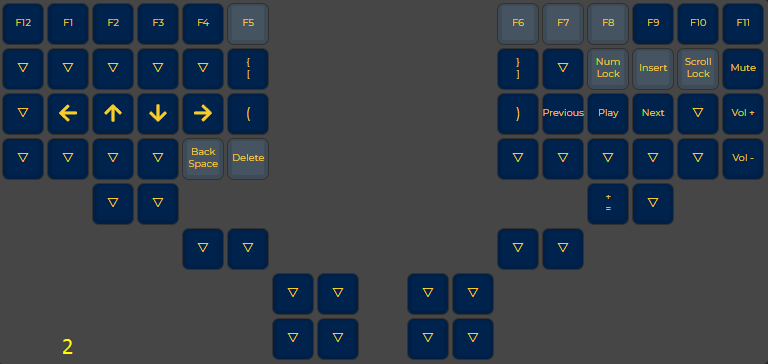 F12 F1 F2 F3 F4 F5 F6 F7 F8 F9 F10 F11
{
[
}
]
Num
Lock
Insert
Scroll
Lock
Mute
( ) Previous Play Next Vol +
Back
Space
Delete
Vol -
+
=
2